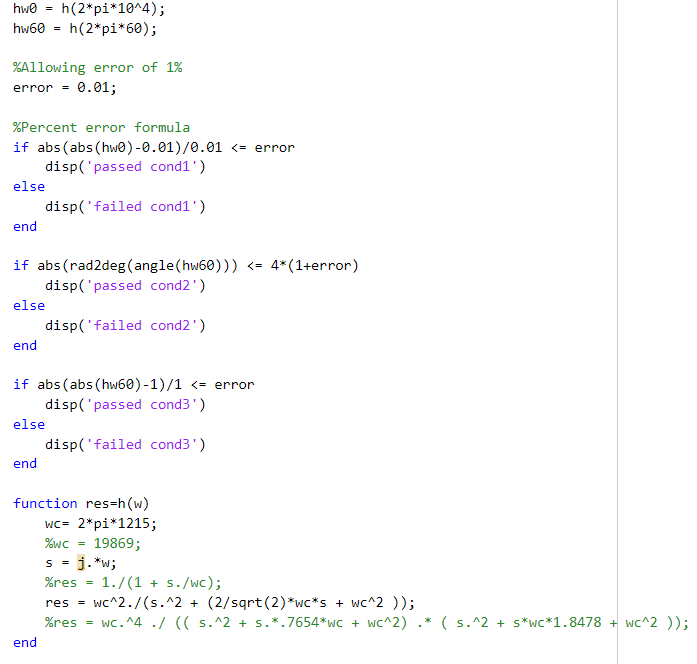 hw0 = h(2*pi*10^4);
hw60 = h(2*pi*60);
%Allowing error of 1%
error = 0.01;
%Percent error formula
if abs(abs(hw0)-0.01)/0.01 <= error
disp('passed cond1')
else
disp('failed cond1')
end
if abs(rad2deg(angle(hw60))) <= 4*(1+error)
disp('passed cond2')
else
disp('failed cond2')
end
if abs(abs(hw60)-1)/1 <= error
disp('passed cond3')
else
disp('failed cond3')
end
function res=h(w)
wc= 2*pi*1215;
%wc = 19869;
s = j.*w;
%res = 1./(1 + s./wc);
res = wc^2./(s.^2 + (2/sqrt(2)*wc*s + wc^2 ));
%res = wc.^4 ./ (( s.^2 + s.*.7654*wc + wc^2) .* ( s.^2 + s*wc*1.8478 + wc^2 ));
end